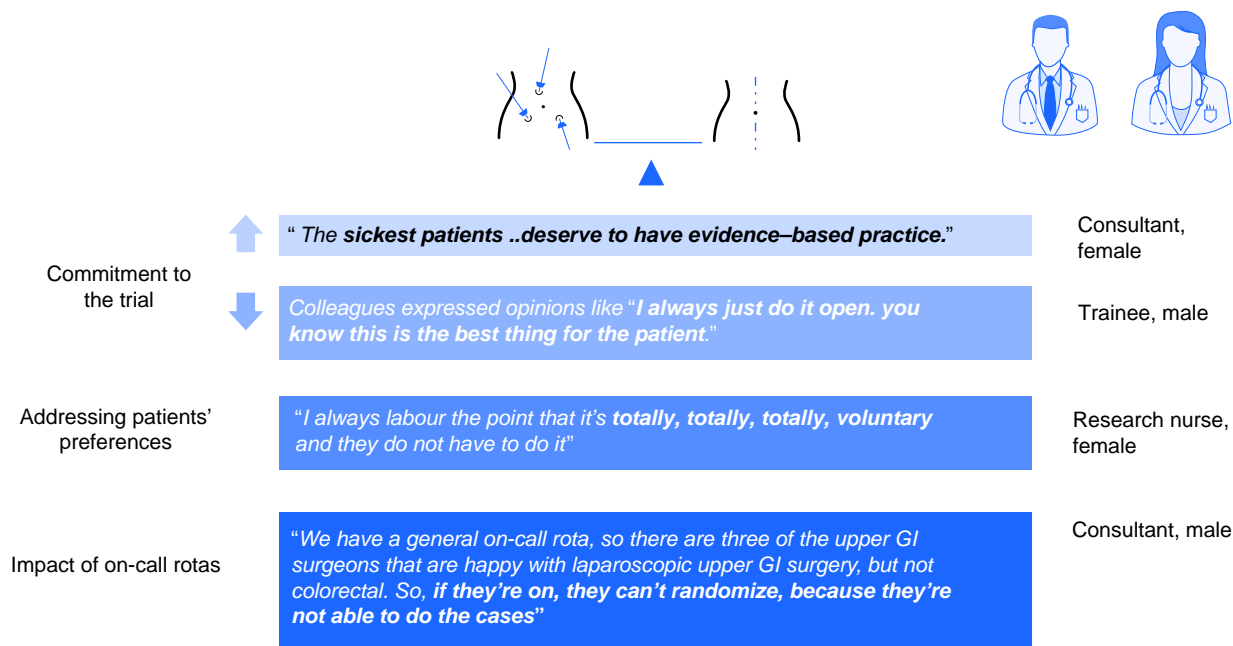 “ The sickest patients ..deserve to have evidence–based practice.”
Consultant,
female
Commitment to
the trial
Colleagues expressed opinions like “I always just do it open. you
know this is the best thing for the patient.”
Trainee, male
Addressing patients’
preferences
“I always labour the point that it’s totally, totally, totally, voluntary
and they do not have to do it”
Research nurse,
female
Impact of on-call rotas
“We have a general on-call rota, so there are three of the upper GI
surgeons that are happy with laparoscopic upper GI surgery, but not
colorectal. So, if they’re on, they can’t randomize, because they’re
not able to do the cases”
Consultant, male